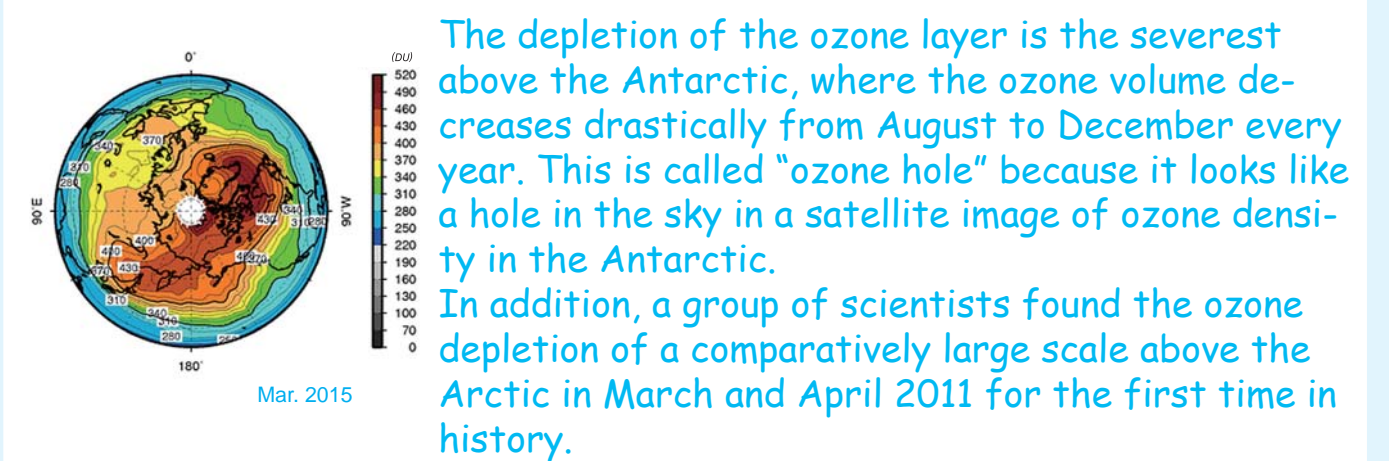 0°
(DU)
520
490
460
430
400
370
340
310
280
250
220
190
160
130
100
70
0
90°E
90°W
180°
370
340
310
280
430
340
310
280
400
400
430
370
310
340
310
280
Mar. 2015
The depletion of the ozone layer is the severest
above the Antarctic, where the ozone volume de-
creases drastically from August to December every
year. This is called “ozone hole” because it looks like
a hole in the sky in a satellite image of ozone densi-
ty in the Antarctic.
In addition, a group of scientists found the ozone
depletion of a comparatively large scale above the
Arctic in March and April 2011 for the first time in
history.